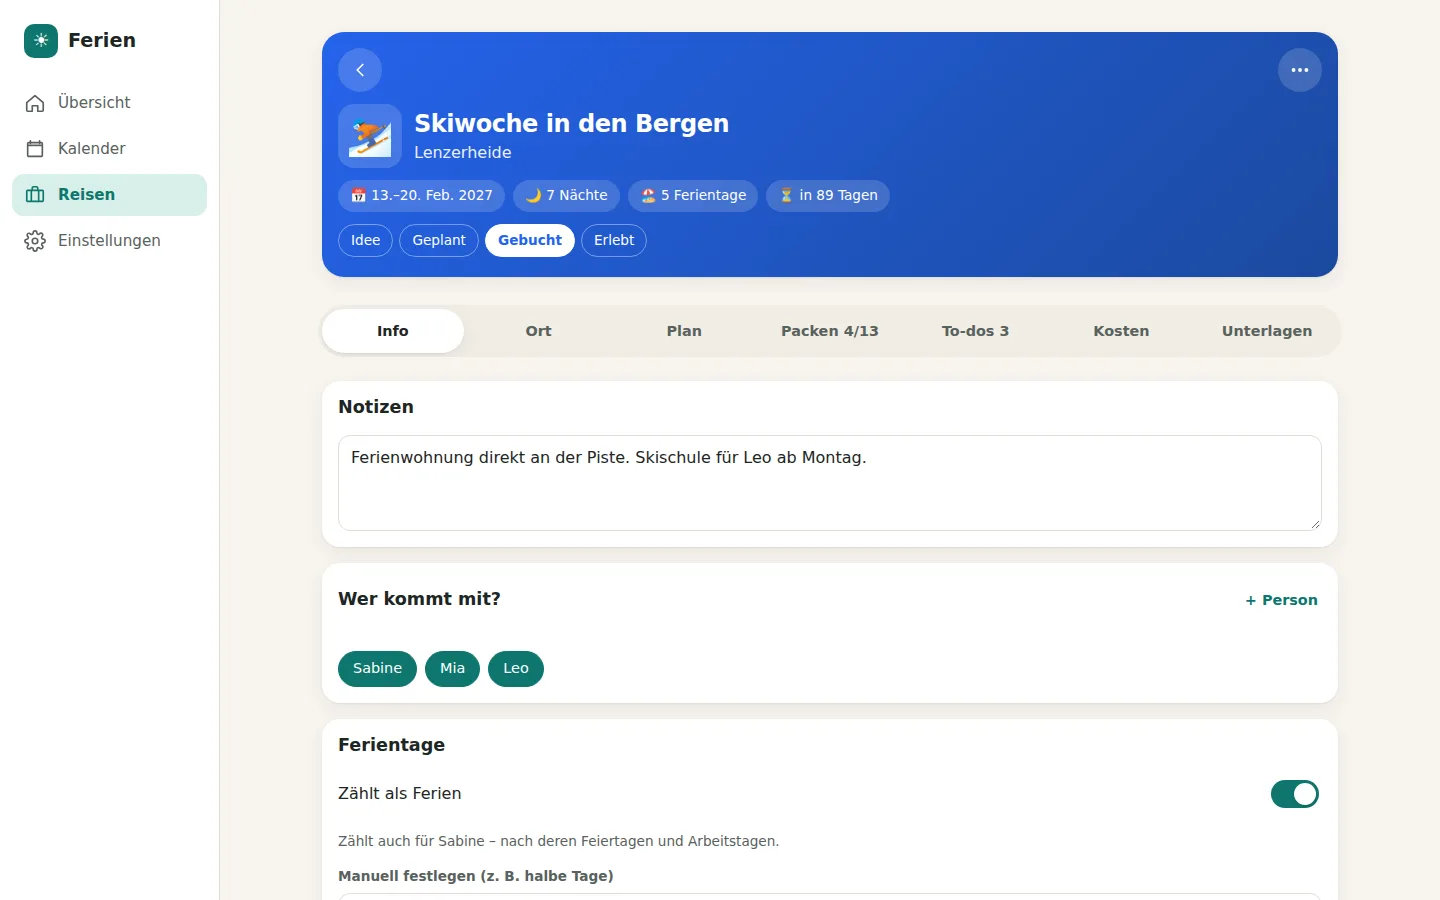 Ferien
Übersicht
Kalender
Reisen
Einstellungen
Skiwoche in den Bergen
Lenzerheide
13.–20. Feb. 2027
7 Nächte
5 Ferientage
in 89 Tagen
Idee
Geplant
Gebucht
Erlebt
Info
Ort
Plan
Packen 4/13
To-dos 3
Kosten
Unterlagen
Notizen
Ferienwohnung direkt an der Piste. Skischule für Leo ab Montag.
Wer kommt mit?
+ Person
Sabine
Mia
Leo
Ferientage
Zählt als Ferien
Zählt auch für Sabine – nach deren Feiertagen und Arbeitstagen.
Manuell festlegen (z. B. halbe Tage)